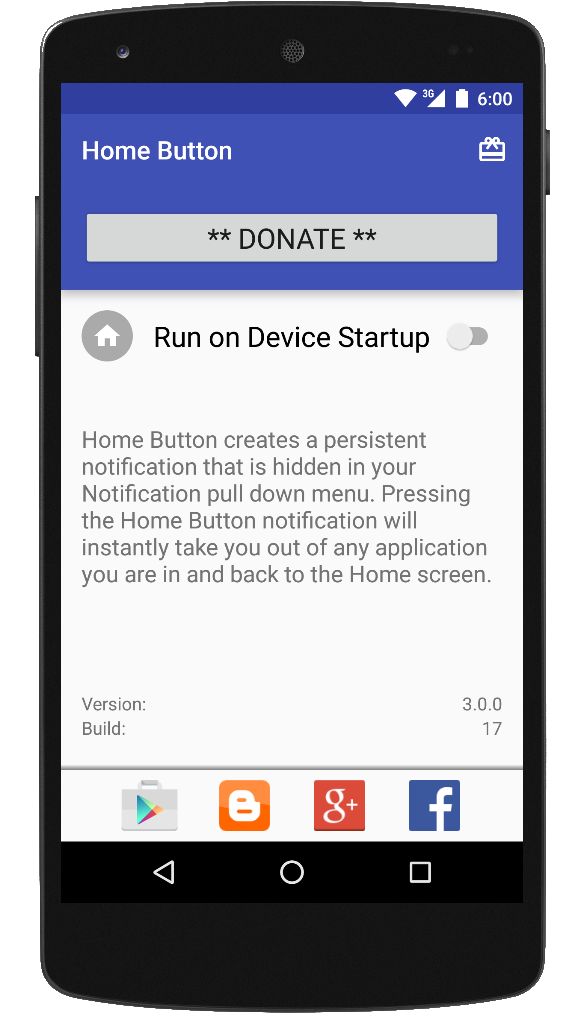 3G 6:00
Home Button
** DONATE **
Run on Device Startup
Home Button creates a persistent
notification that is hidden in your
Notification pull down menu. Pressing
the Home Button notification will
instantly take you out of any application
you are in and back to the Home screen.
Version: 3.0.0
Build: 17
g+ f